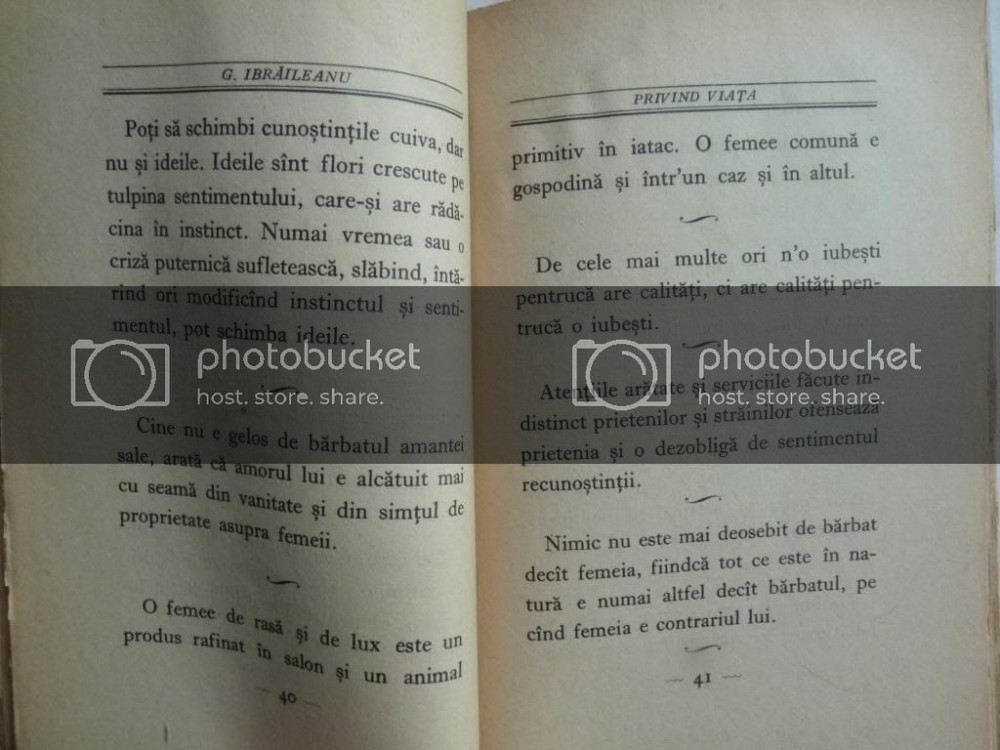 G. IBRĂILEANU
Poți să schimbi cunoștințile cuiva, dar
nu și ideile. Ideile sînt flori crescute pe
tulpina sentimentului, care-și are rădă-
cina în instinct. Numai vremea sau o
criză puternică sufletească, slăbind, întă-
rind ori modificînd instinctul și senti-
mentul, pot schimba ideile.
Cine nu e gelos de bărbatul amantei
sale, arată că amorul lui e alcătuit mai
cu seamă din vanitate și din simțul de
proprietate asupra femeii.
O femee de rasă și de lux este un
produs rafinat în salon și un animal
— 40 —
PRIVIND VIAȚA
primitiv în iatac. O femee comună e
gospodină și într'un caz și în altul.
De cele mai multe ori n'o iubești
pentrucă are calități, ci are calități pen-
trucă o iubești.
Atențiile arătate și serviciile făcute in-
distinct prietenilor și străinilor ofensează
prietenia și o dezobligă de sentimentul
recunoștinții.
Nimic nu este mai deosebit de bărbat
decît femeia, fiindcă tot ce este în na-
tură e numai altfel decît bărbatul, pe
cînd femeia e contrariul lui.
— 41 —
photobucket
host. store. share.
photobucket
host. store. share.